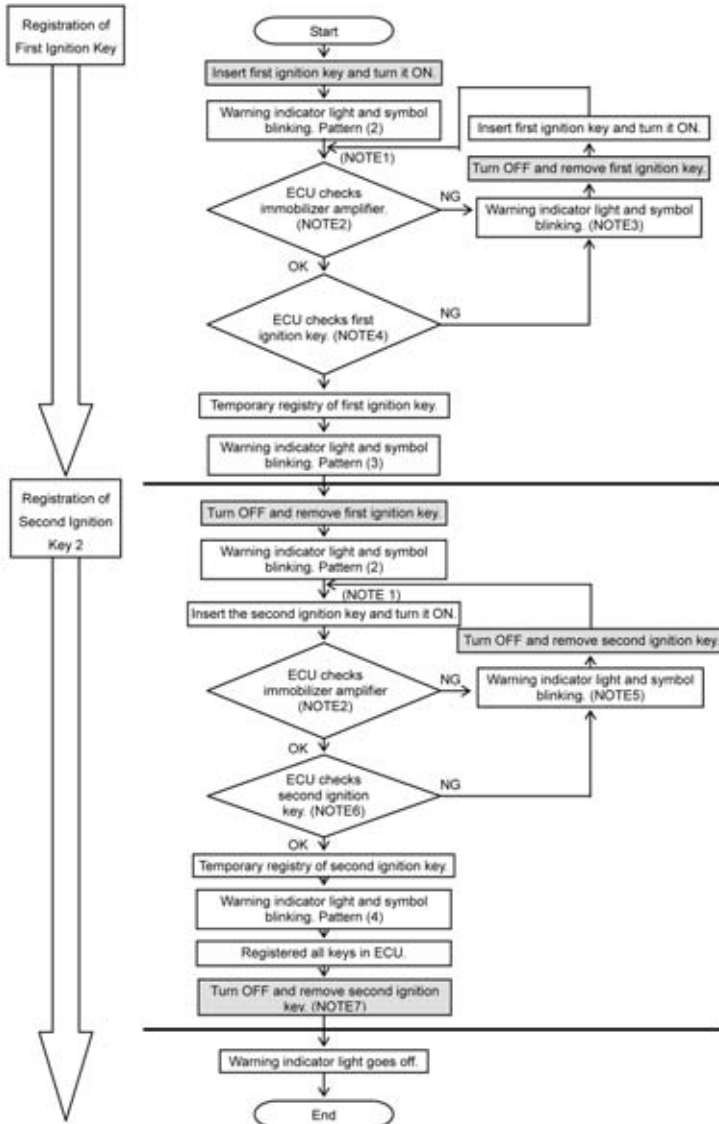 Registration of
First Ignition Key
Start
Insert first ignition key and turn it ON.
Warning indicator light and symbol
blinking. Pattern (2)
Insert first ignition key and turn it ON.
(NOTE1)
Turn OFF and remove first ignition key.
ECU checks
immobilizer amplifier.
(NOTE2)
NG
Warning indicator light and symbol
blinking. (NOTE3)
OK
ECU checks first
ignition key. (NOTE4)
NG
Temporary registry of first ignition key.
Warning indicator light and symbol
blinking. Pattern (3)
Registration of
Second Ignition
Key 2
Turn OFF and remove first ignition key.
Warning indicator light and symbol
blinking. Pattern (2)
(NOTE 1)
Insert the second ignition key and turn it ON.
Turn OFF and remove second ignition key.
ECU checks
immobilizer amplifier
(NOTE2)
NG
Warning indicator light and symbol
blinking. (NOTE5)
OK
ECU checks
second ignition
key. (NOTE6)
NG
OK
Temporary registry of second ignition key.
Warning indicator light and symbol
blinking. Pattern (4)
Registered all keys in ECU.
Turn OFF and remove second ignition
key. (NOTE7)
Warning indicator light goes off.
End